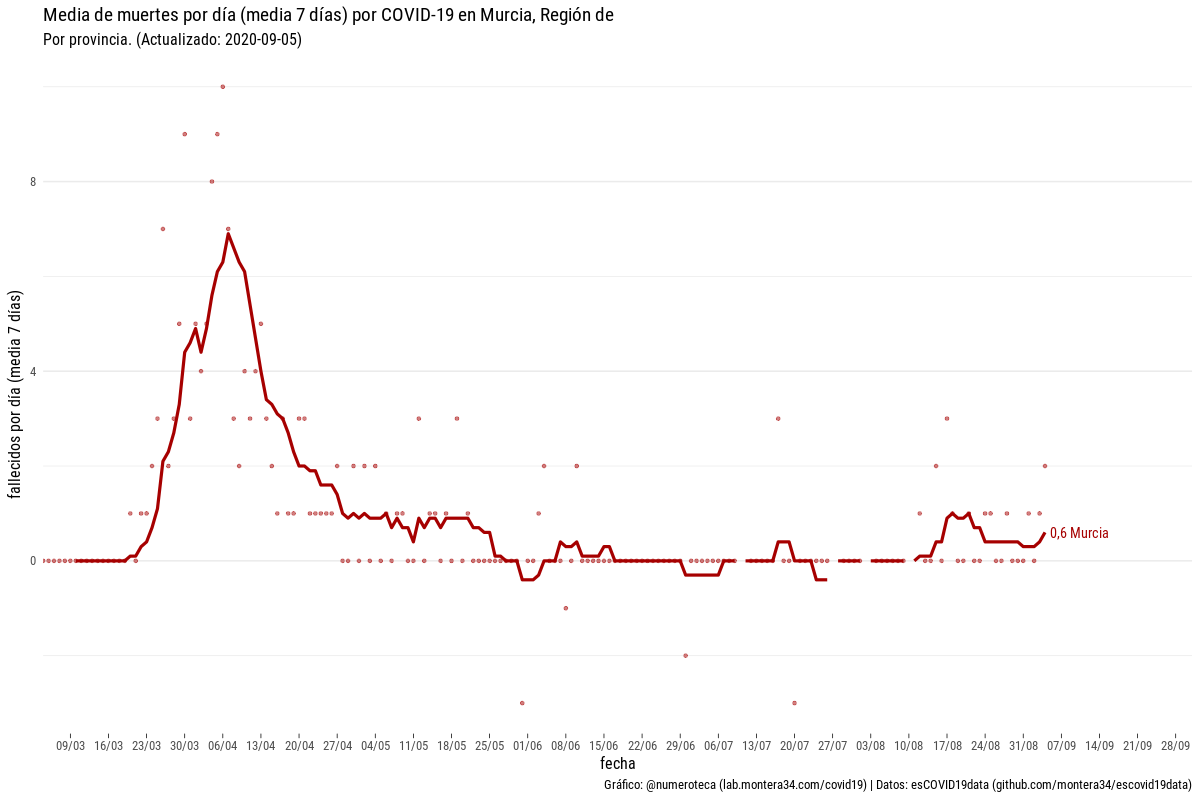 Media de muertes por día (media 7 días) por COVID-19 en Murcia, Región de
Por provincia. (Actualizado: 2020-09-05)
fallecidos por día (media 7 días)
8
4
0
0,6 Murcia
09/03 16/03 23/03 30/03 06/04 13/04 20/04 27/04 04/05 11/05 18/05 25/05 01/06 08/06 15/06 22/06 29/06 06/07 13/07 20/07 27/07 03/08 10/08 17/08 24/08 31/08 07/09 14/09 21/09 28/09
fecha
Gráfico: @numeroteca (lab.montera34.com/covid19) | Datos: esCOVID19data (github.com/montera34/escovid19data)